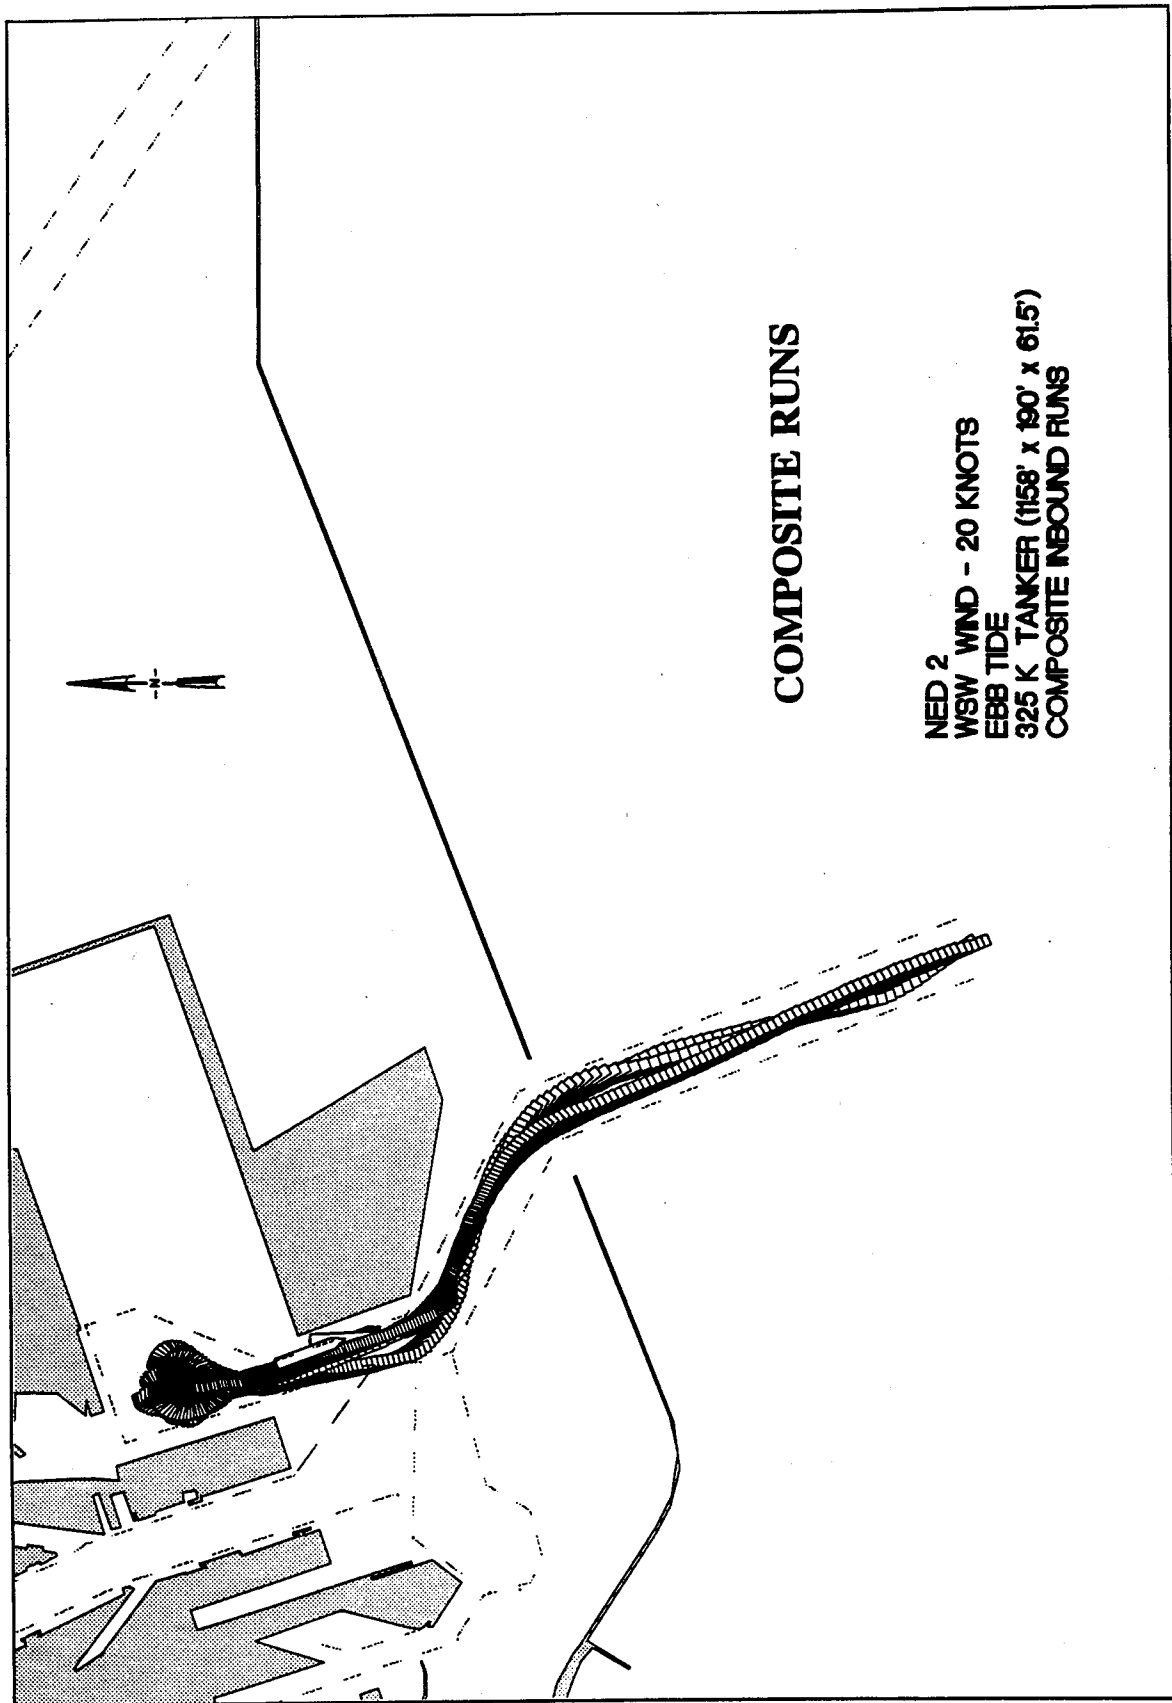 N
COMPOSITE RUNS
NED 2
WSW WIND - 20 KNOTS
EBB TIDE
325 K TANKER (1158' x 190' x 61.5')
COMPOSITE INBOUND RUNS